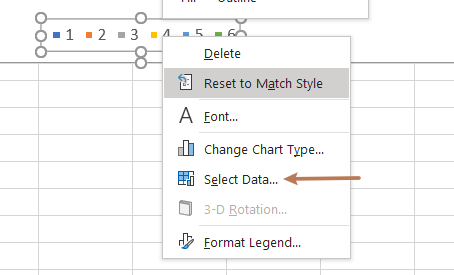 Fill Outline
1 2 3 4 5 6
Delete
Reset to Match Style
Font...
Change Chart Type...
Select Data...
3-D Rotation...
Format Legend...